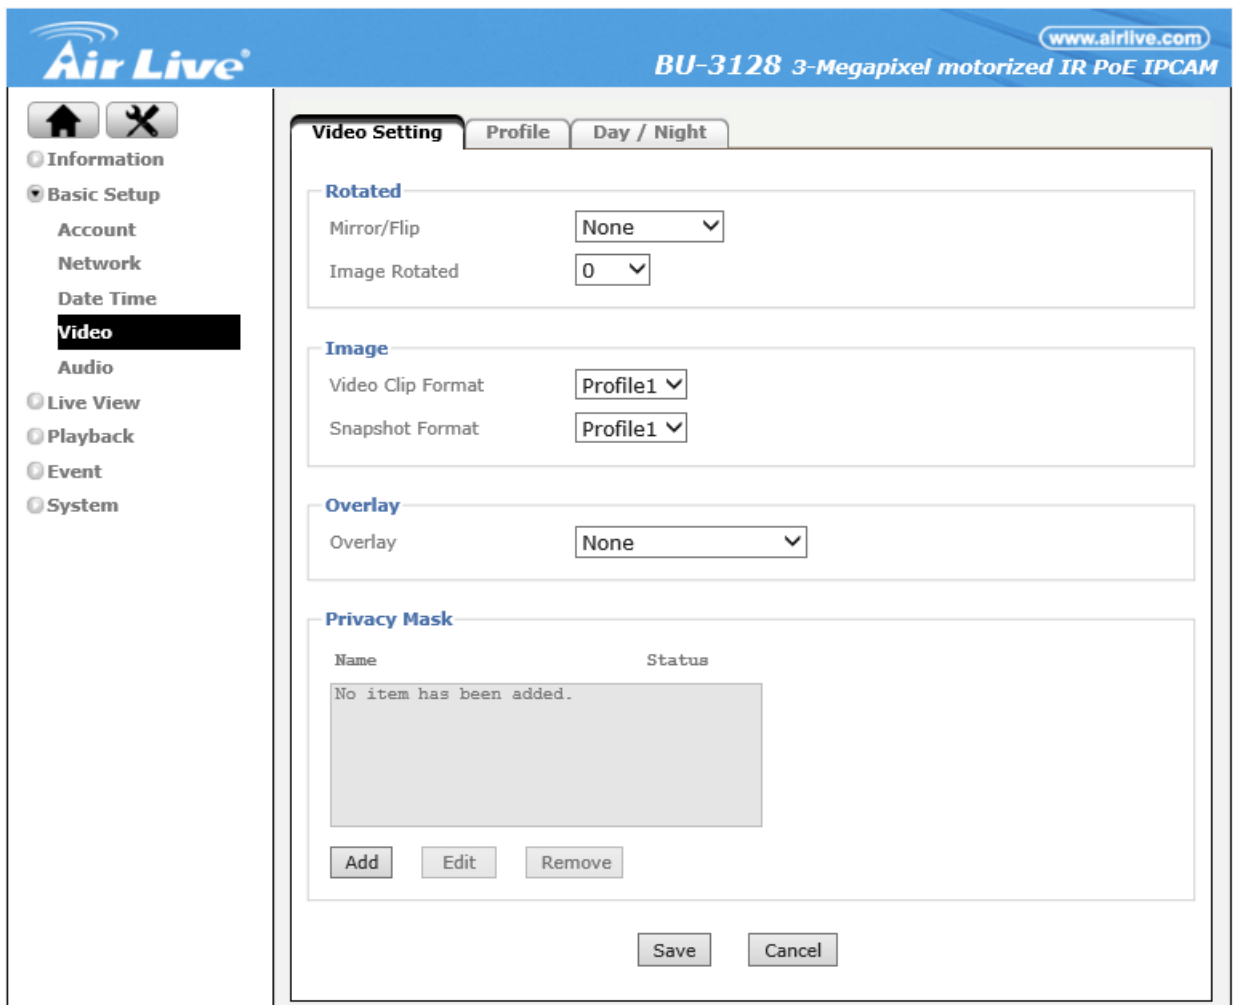 Air Live®
www.airlive.com
BU-3128 3-Megapixel motorized IR PoE IPCAM
Information
Basic Setup
Account
Network
Date Time
Video
Audio
Live View
Playback
Event
System
Video Setting
Profile
Day / Night
Rotated
Mirror/Flip None
Image Rotated 0
Image
Video Clip Format Profile1
Snapshot Format Profile1
Overlay
Overlay None
Privacy Mask
Name Status
No item has been added.
Add Edit Remove
Save Cancel